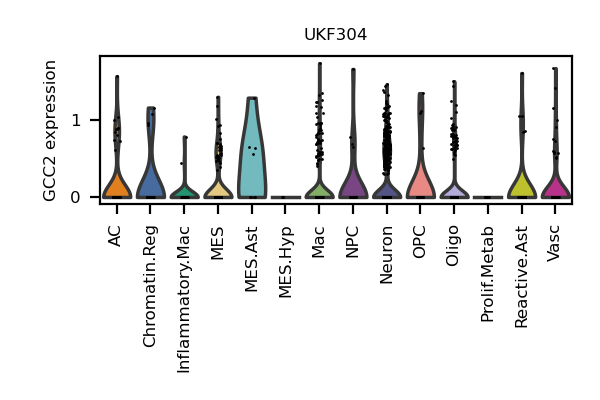 UKF304
GCC2 expression
1
0
AC
Chromatin.Reg
Inflammatory.Mac
MES
MES.Ast
MES.Hyp
Mac
NPC
Neuron
OPC
Oligo
Prolif.Metab
Reactive.Ast
Vasc